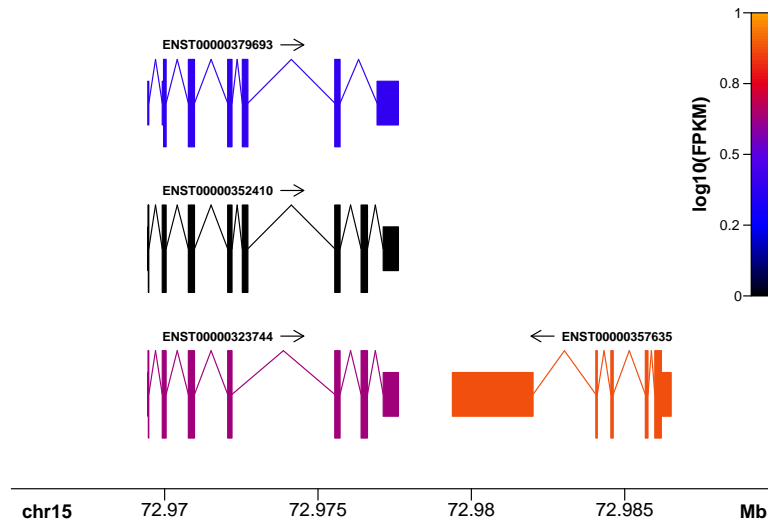 ENST00000379693
ENST00000352410
ENST00000323744
ENST00000357635
chr15
72.97
72.975
72.98
72.985
Mb
log10(FPKM)
1
0.8
0.5
0.2
0